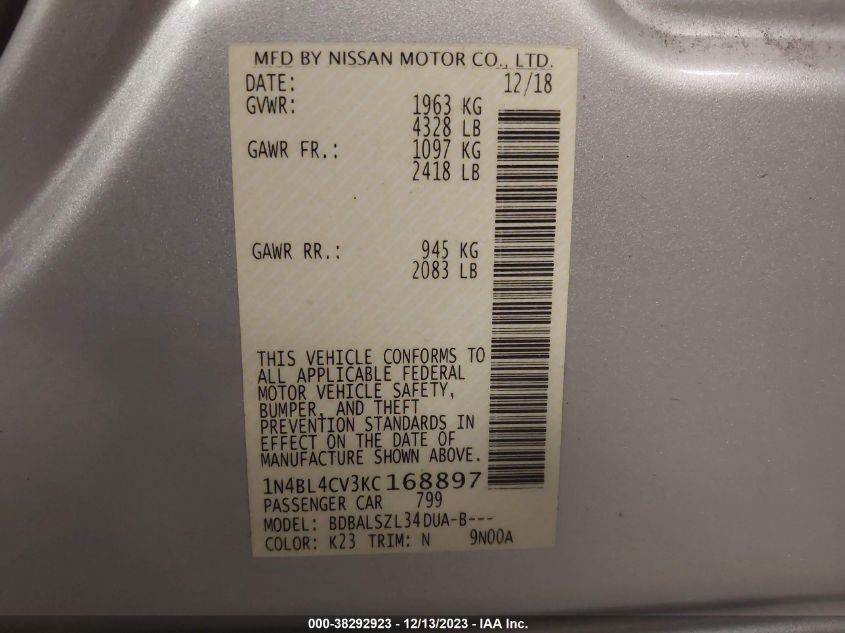 MFD BY NISSAN MOTOR CO., LTD.
DATE: 12/18
GVWR: 1963 KG
4328 LB
GAWR FR.: 1097 KG
2418 LB
GAWR RR.: 945 KG
2083 LB
THIS VEHICLE CONFORMS TO
ALL APPLICABLE FEDERAL
MOTOR VEHICLE SAFETY,
BUMPER, AND THEFT
PREVENTION STANDARDS IN
EFFECT ON THE DATE OF
MANUFACTURE SHOWN ABOVE.
1N4BL4CV3KC168897
PASSENGER CAR 799
MODEL: BDBALSZL34DUA-B---
COLOR: K23 TRIM: N 9N00A
000-38292923 - 12/13/2023 - IAA Inc.